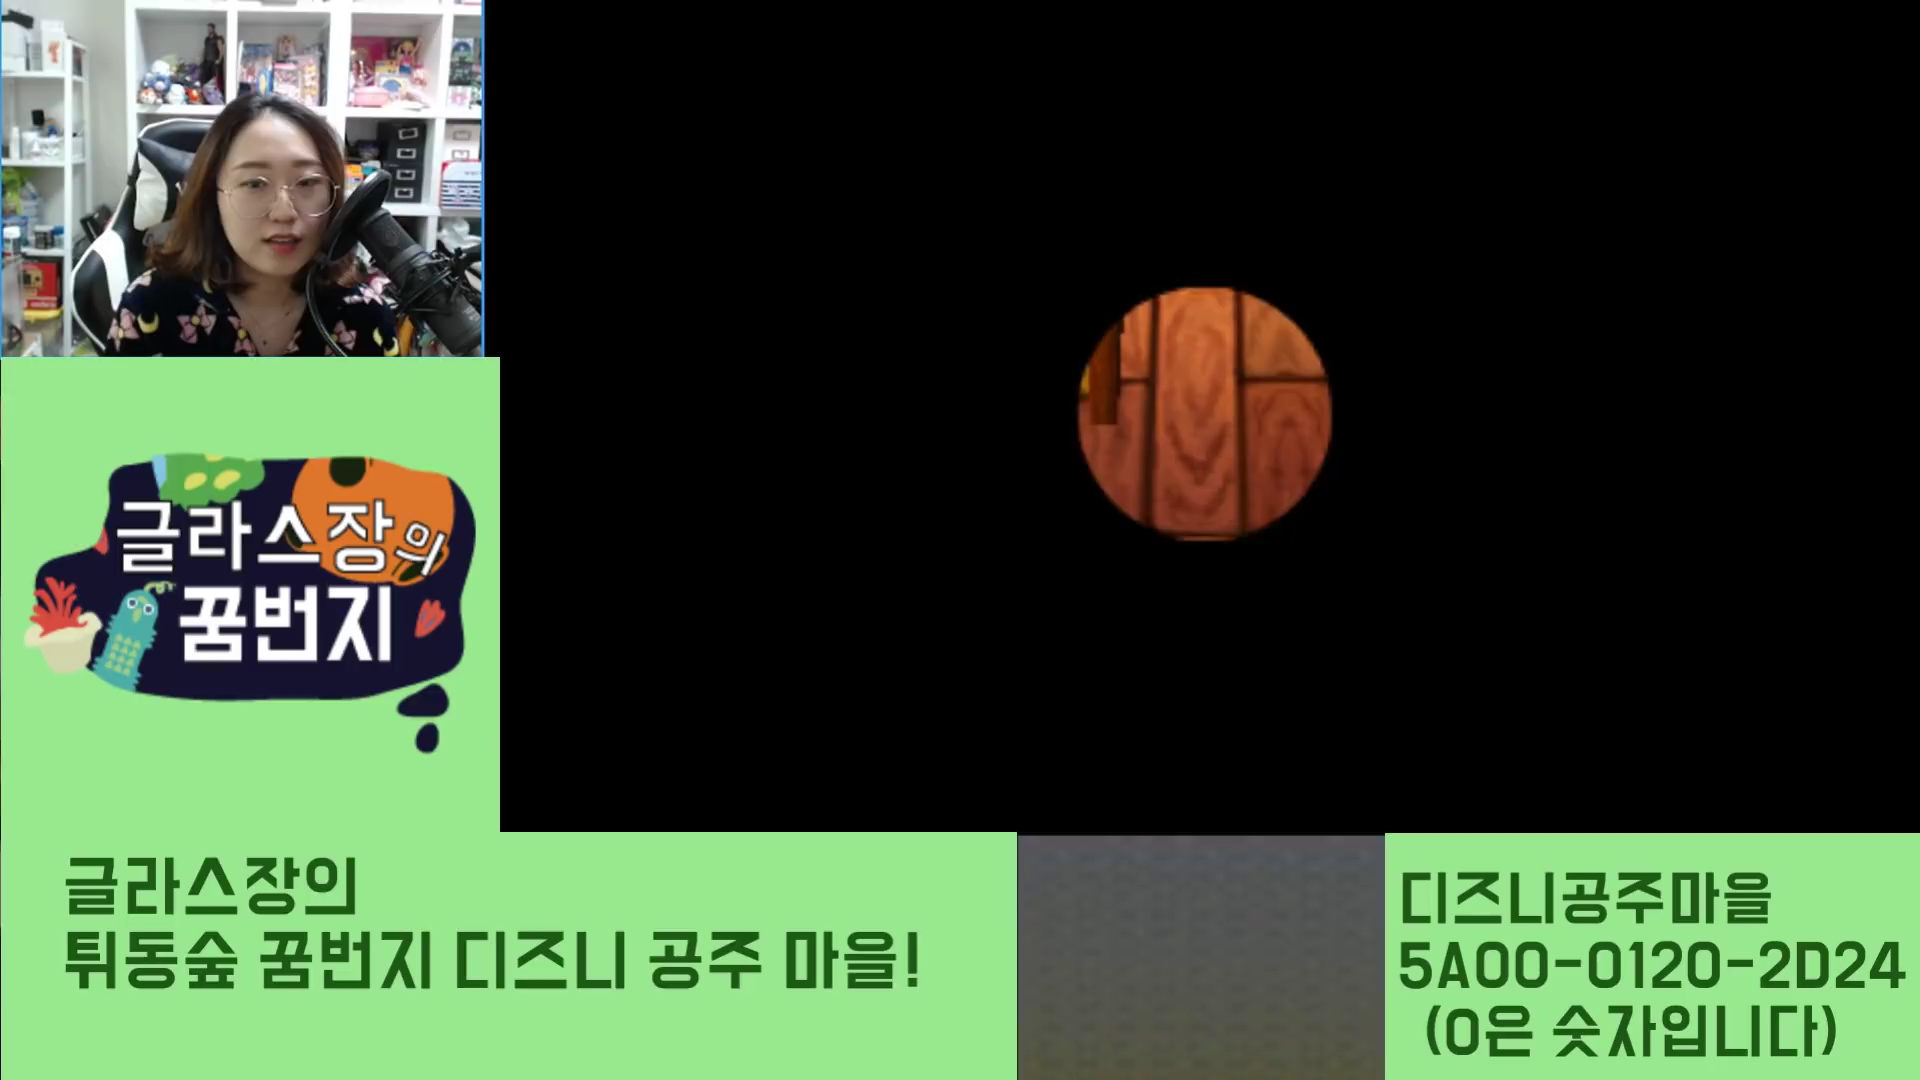 글라스장의
꿈번지
글라스장의
튀동숲 꿈번지 디즈니 공주 마을!
디즈니공주마을
5A00-0120-2D24
(0은 숫자입니다)